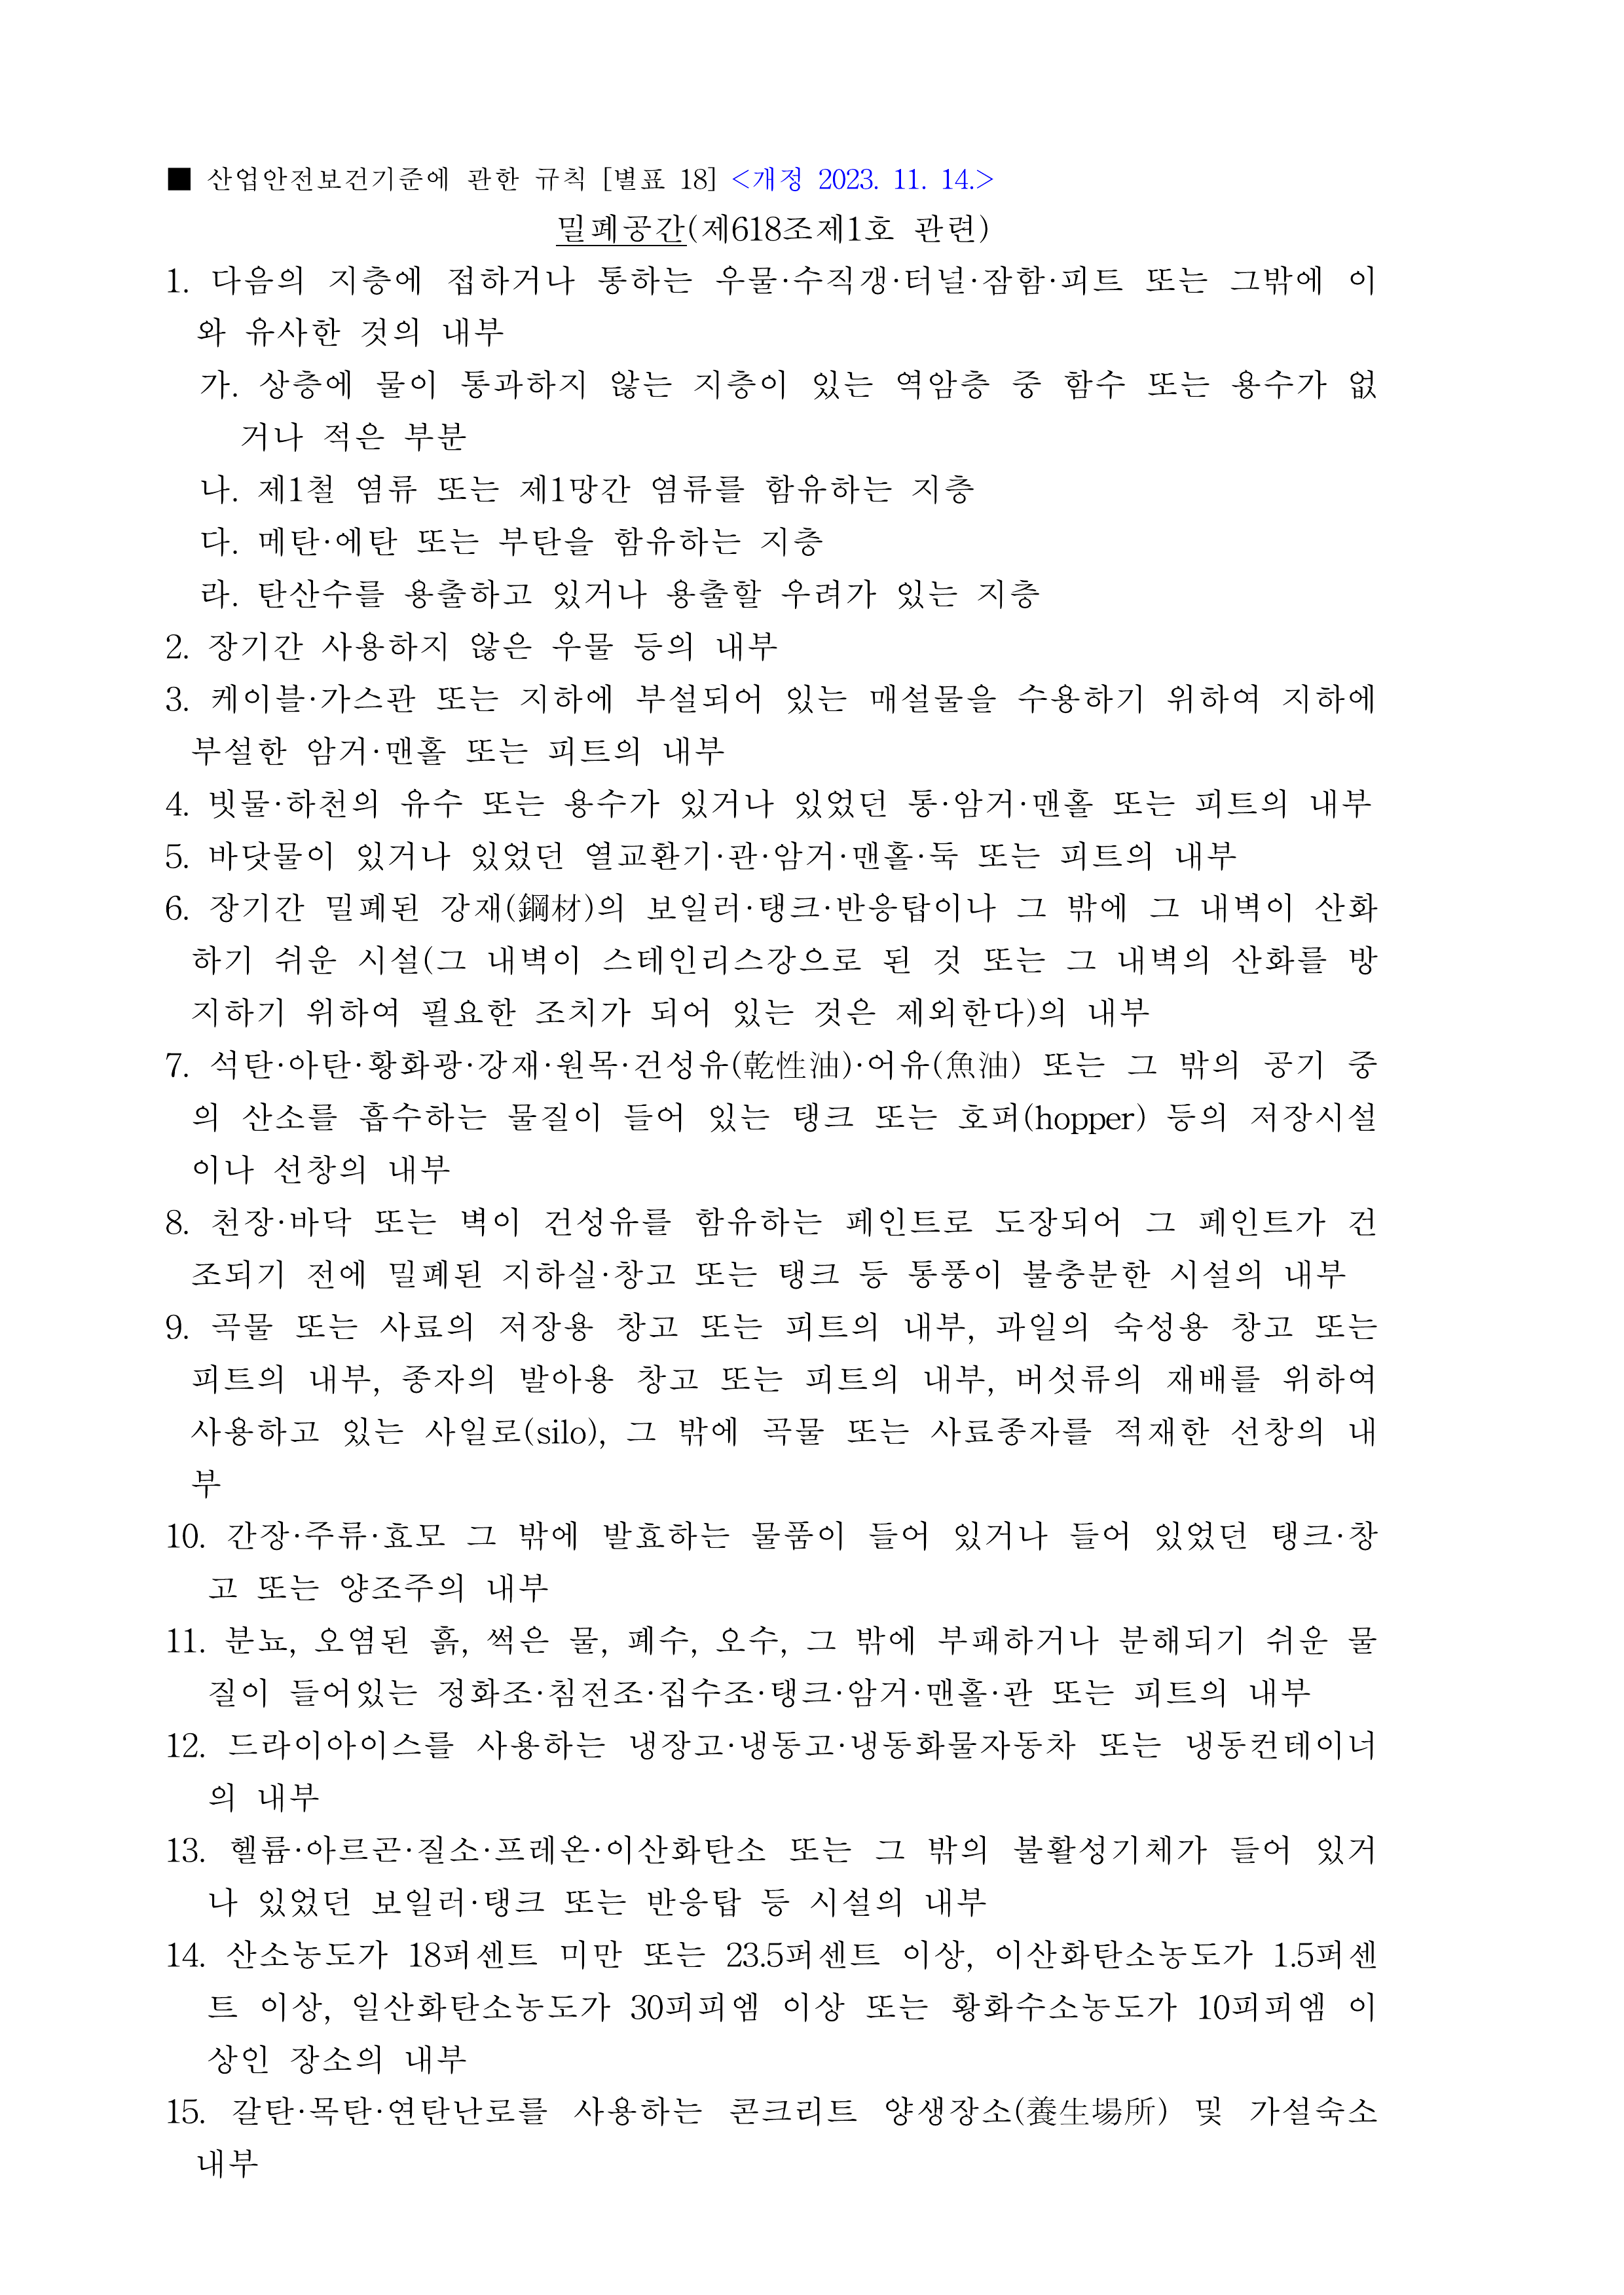 ■ 산업안전보건기준에 관한 규칙 [별표 18] <개정 2023. 11. 14.>
밀폐공간(제618조제1호 관련)
1. 다음의 지층에 접하거나 통하는 우물·수직갱·터널·잠함·피트 또는 그밖에 이
와 유사한 것의 내부
가. 상층에 물이 통과하지 않는 지층이 있는 역암층 중 함수 또는 용수가 없
거나 적은 부분
나. 제1철 염류 또는 제1망간 염류를 함유하는 지층
다. 메탄·에탄 또는 부탄을 함유하는 지층
라. 탄산수를 용출하고 있거나 용출할 우려가 있는 지층
2. 장기간 사용하지 않은 우물 등의 내부
3. 케이블·가스관 또는 지하에 부설되어 있는 매설물을 수용하기 위하여 지하에
부설한 암거·맨홀 또는 피트의 내부
4. 빗물·하천의 유수 또는 용수가 있거나 있었던 통·암거·맨홀 또는 피트의 내부
5. 바닷물이 있거나 있었던 열교환기·관·암거·맨홀·둑 또는 피트의 내부
6. 장기간 밀폐된 강재(鋼材)의 보일러·탱크·반응탑이나 그 밖에 그 내벽이 산화
하기 쉬운 시설(그 내벽이 스테인리스강으로 된 것 또는 그 내벽의 산화를 방
지하기 위하여 필요한 조치가 되어 있는 것은 제외한다)의 내부
7. 석탄·아탄·황화광·강재·원목·건성유(乾性油)·어유(魚油) 또는 그 밖의 공기 중
의 산소를 흡수하는 물질이 들어 있는 탱크 또는 호퍼(hopper) 등의 저장시설
이나 선창의 내부
8. 천장·바닥 또는 벽이 건성유를 함유하는 페인트로 도장되어 그 페인트가 건
조되기 전에 밀폐된 지하실·창고 또는 탱크 등 통풍이 불충분한 시설의 내부
9. 곡물 또는 사료의 저장용 창고 또는 피트의 내부, 과일의 숙성용 창고 또는
피트의 내부, 종자의 발아용 창고 또는 피트의 내부, 버섯류의 재배를 위하여
사용하고 있는 사일로(silo), 그 밖에 곡물 또는 사료종자를 적재한 선창의 내
부
10. 간장·주류·효모 그 밖에 발효하는 물품이 들어 있거나 들어 있었던 탱크·창
고 또는 양조주의 내부
11. 분뇨, 오염된 흙, 썩은 물, 폐수, 오수, 그 밖에 부패하거나 분해되기 쉬운 물
질이 들어있는 정화조·침전조·집수조·탱크·암거·맨홀·관 또는 피트의 내부
12. 드라이아이스를 사용하는 냉장고·냉동고·냉동화물자동차 또는 냉동컨테이너
의 내부
13. 헬륨·아르곤·질소·프레온·이산화탄소 또는 그 밖의 불활성기체가 들어 있거
나 있었던 보일러·탱크 또는 반응탑 등 시설의 내부
14. 산소농도가 18퍼센트 미만 또는 23.5퍼센트 이상, 이산화탄소농도가 1.5퍼센
트 이상, 일산화탄소농도가 30피피엠 이상 또는 황화수소농도가 10피피엠 이
상인 장소의 내부
15. 갈탄·목탄·연탄난로를 사용하는 콘크리트 양생장소(養生場所) 및 가설숙소
내부